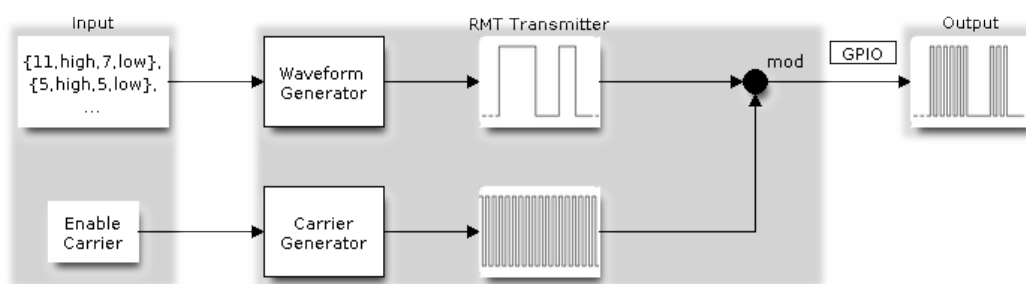 Input
RMT Transmitter
Output
{11,high,7,low},
{5,high,5,low},
...
Waveform
Generator
mod
GPIO
Enable
Carrier
Carrier
Generator